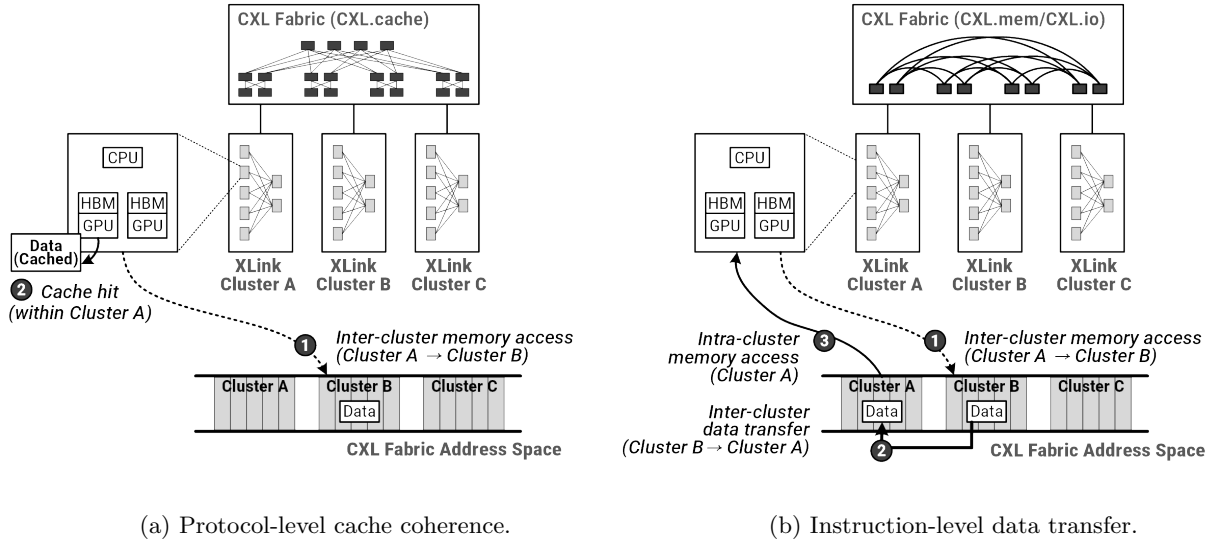 CXL Fabric (CXL.cache)
CPU
HBM
HBM
GPU
GPU
Data
(Cached)
2 Cache hit
(within Cluster A)
XLink
Cluster A
XLink
Cluster B
XLink
Cluster C
1 Inter-cluster memory access
(Cluster A → Cluster B)
Cluster A
Cluster B
Cluster C
Data
CXL Fabric Address Space
(a) Protocol-level cache coherence.
CXL Fabric (CXL.mem/CXL.io)
CPU
HBM
HBM
GPU
GPU
XLink
Cluster A
XLink
Cluster B
XLink
Cluster C
Intra-cluster
memory access
(Cluster A)
3
1 Inter-cluster memory access
(Cluster A → Cluster B)
Cluster A
Cluster B
Cluster C
Data
Data
Inter-cluster
data transfer
(Cluster B → Cluster A)
2
CXL Fabric Address Space
(b) Instruction-level data transfer.